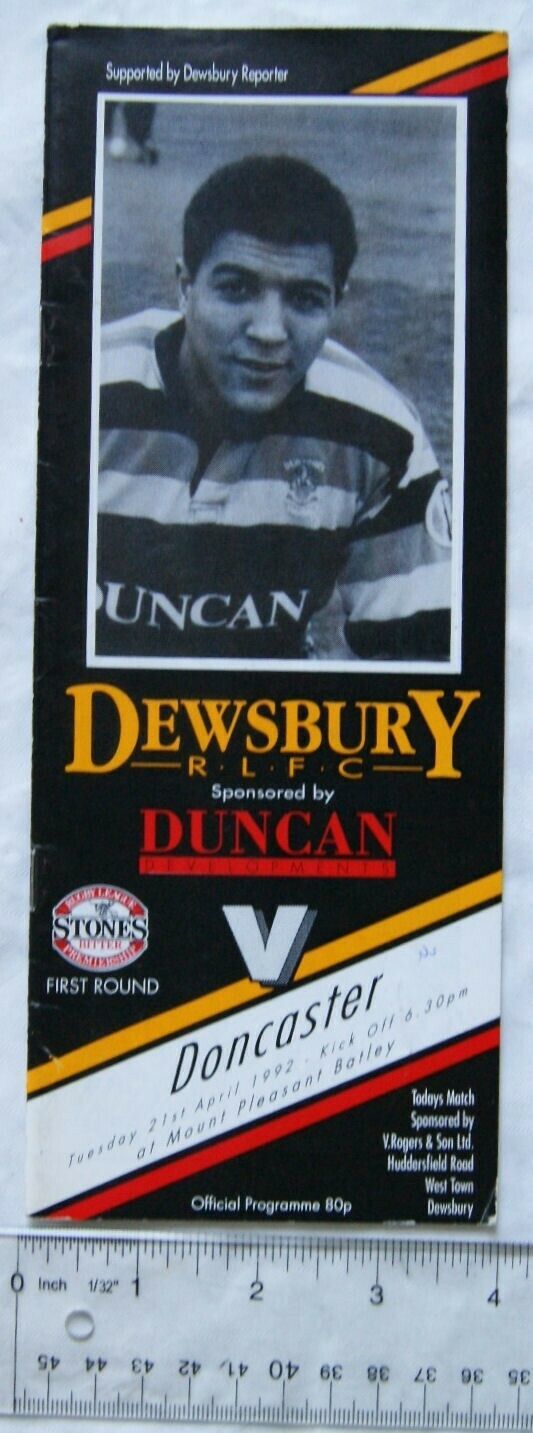 Supported by Dewsbury Reporter
DUNCAN
DEWSBURY
R·L·F·C
Sponsored by
DUNCAN
DEVELOPMENTS
RUGBY LEAGUE
STONES
BITTER
PREMIERSHIP
FIRST ROUND
V
Doncaster
Tuesday 21st April 1992 - Kick Off 6.30pm
at Mount Pleasant Batley
Todays Match
Sponsored by
V.Rogers & Son Ltd.
Huddersfield Road
West Town
Dewsbury
Official Programme 80p
0 Inch 1/32" 1 2 3 4
45 44 43 42 41 40 39 38 37 36 35